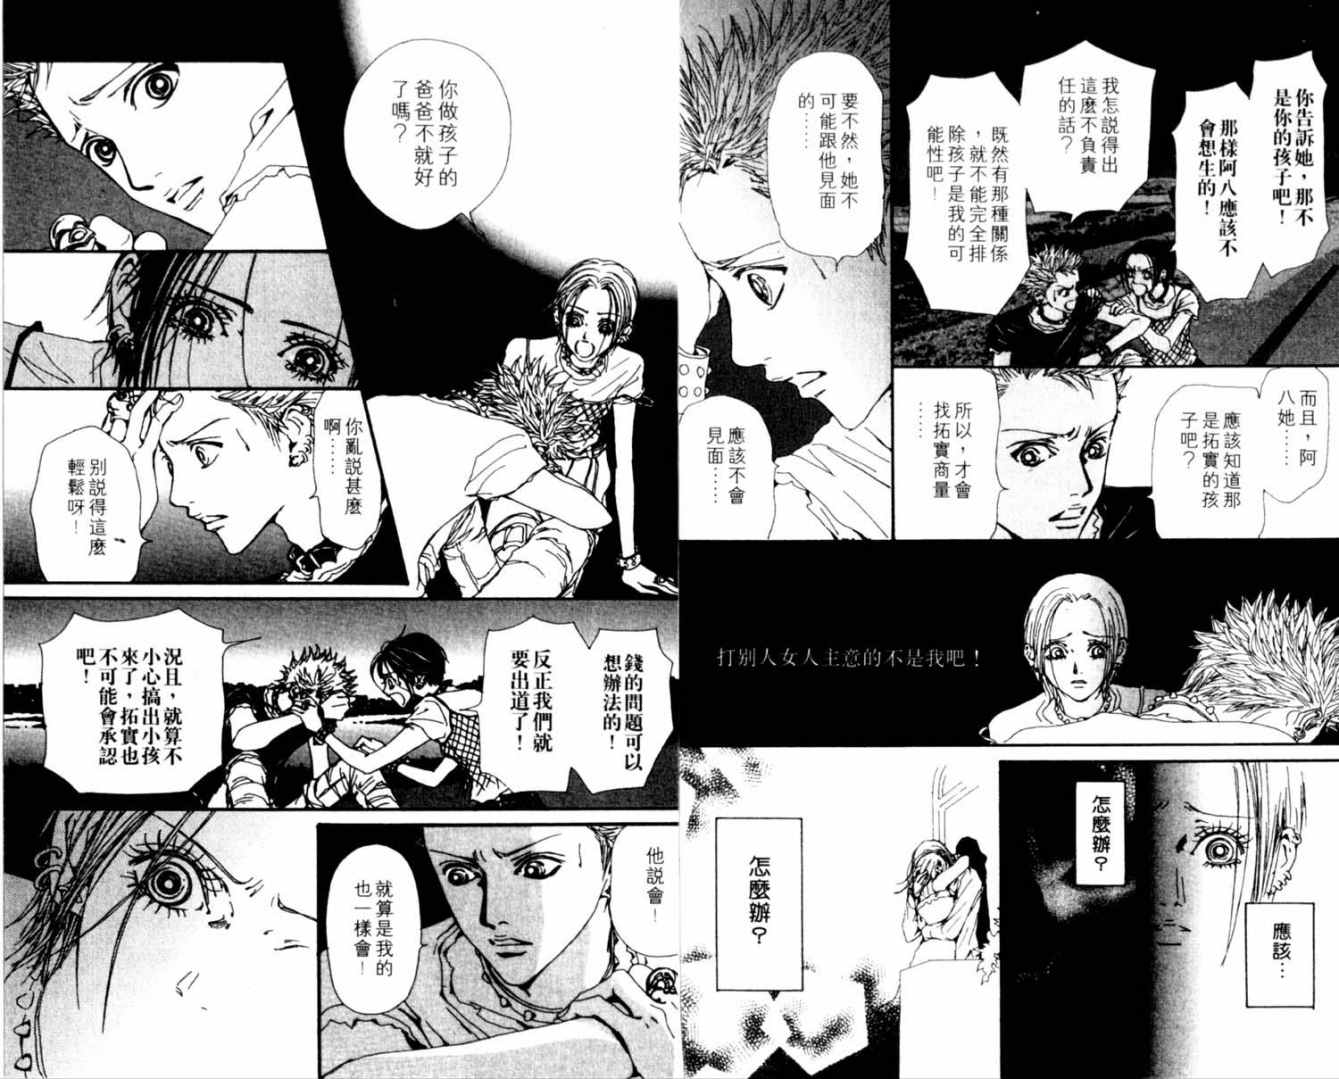 你告訴她，那不
是你的孩子吧！
那樣阿八應該不
會想生的！
我怎説得出
這麽不負責
任的話？
既然有那種關係
，就不能完全排
除孩子是我的可
能性吧！
要不然，她不
可能跟他見面
的……
而且，阿
八她……
應該知道那
是拓實的孩
子吧？
所以，才會
找拓實商量
……
應該不會
見面……
打別人女人主意的不是我吧！
怎麼辦？
應該…
怎麼辦？
你做孩子的
爸爸不就好
了嗎？
你亂説甚麼
啊……
別説得這麼
輕鬆呀！
錢的問題可以
想辦法的！
反正我們就
要出道了！
況且，就算不
小心搞出小孩
來了，拓實也
不可能會承認
吧！
他説會！
就算是我的
也一樣會！